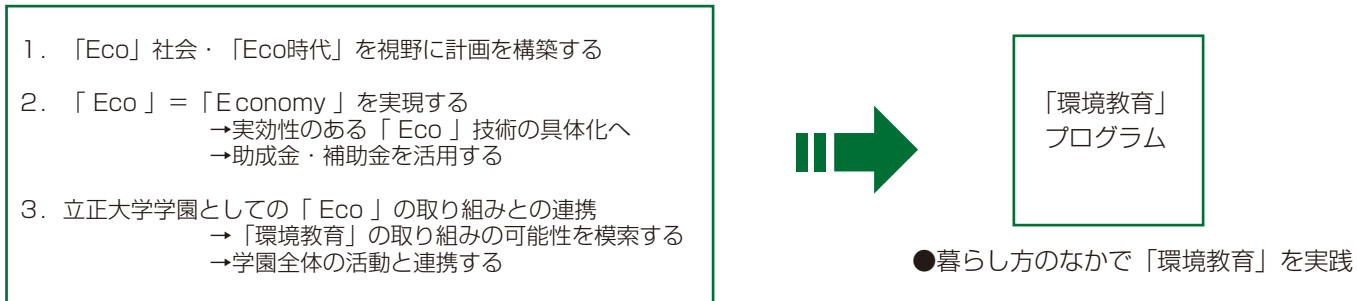 １．「Eco」社会・「Eco時代」を視野に計画を構築する
２．「 Eco 」＝「Ｅconomy 」を実現する
→実効性のある「 Eco 」技術の具体化へ
→助成金・補助金を活用する
３．立正大学学園としての「 Eco 」の取り組みとの連携
→「環境教育」の取り組みの可能性を模索する
→学園全体の活動と連携する
「環境教育」
プログラム
●暮らし方のなかで「環境教育」を実践